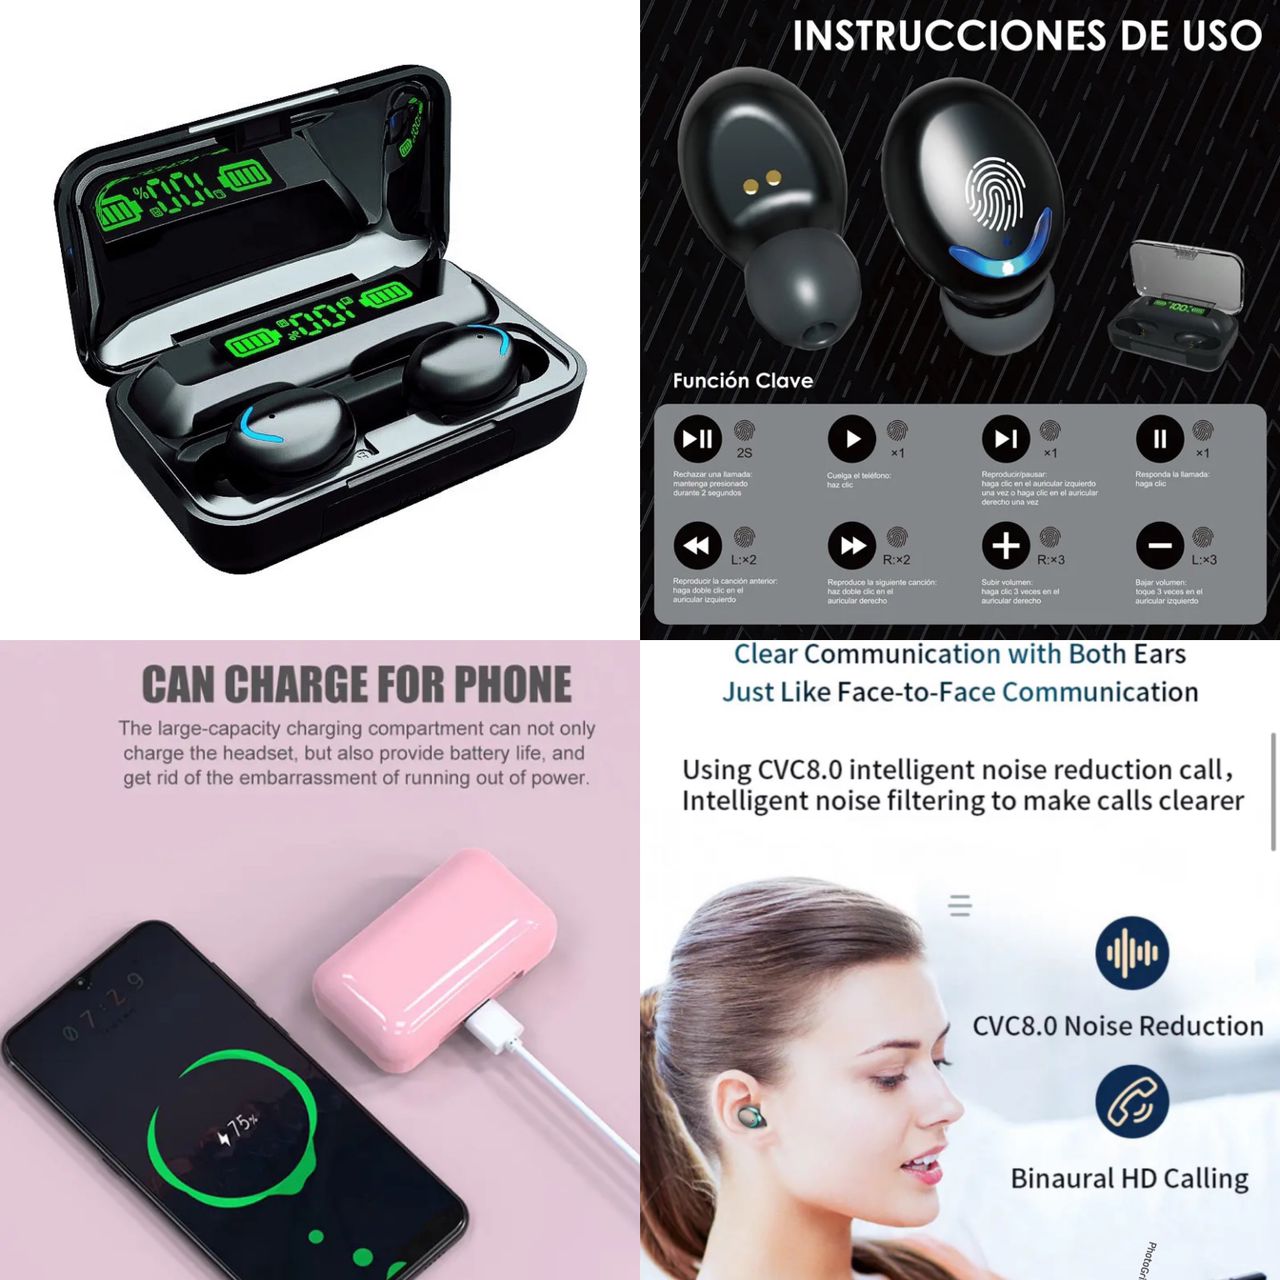 100%
INSTRUCCIONES DE USO
Función Clave
2S
Rechazar una llamada:
mantenga presionado
durante 2 segundos
×1
Cuelga el teléfono:
haz clic
×1
Reproducir/pausar:
haga clic en el auricular izquierdo
una vez o haga clic en el auricular
derecho una vez
×1
Responda la llamada:
haga clic
L:×2
Reproducir la canción anterior:
haga doble clic en el
auricular izquierdo
R:×2
Reproduce la siguiente canción:
haz doble clic en el
auricular derecho
R:×3
Subir volumen:
haga clic 3 veces en el
auricular derecho
L:×3
Bajar volumen:
toque 3 veces en el
auricular izquierdo
CAN CHARGE FOR PHONE
The large-capacity charging compartment can not only
charge the headset, but also provide battery life, and
get rid of the embarrassment of running out of power.
07:29
75%
Clear Communication with Both Ears
Just Like Face-to-Face Communication
Using CVC8.0 intelligent noise reduction call,
Intelligent noise filtering to make calls clearer
CVC8.0 Noise Reduction
Binaural HD Calling
PhotoGri